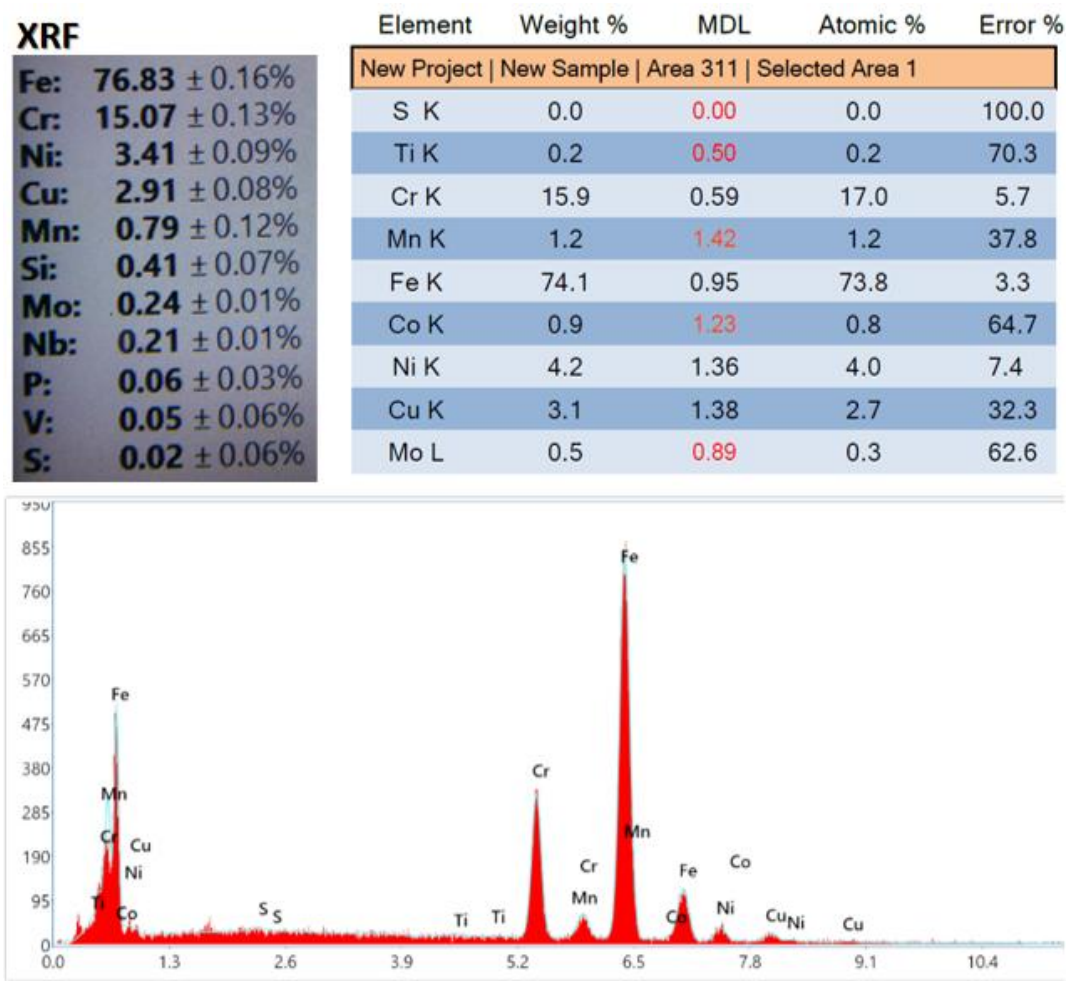 XRF
Fe: 76.83 ± 0.16%
Cr: 15.07 ± 0.13%
Ni: 3.41 ± 0.09%
Cu: 2.91 ± 0.08%
Mn: 0.79 ± 0.12%
Si: 0.41 ± 0.07%
Mo: 0.24 ± 0.01%
Nb: 0.21 ± 0.01%
P: 0.06 ± 0.03%
V: 0.05 ± 0.06%
S: 0.02 ± 0.06%
Element Weight % MDL Atomic % Error %
New Project | New Sample | Area 311 | Selected Area 1
S K 0.0 0.00 0.0 100.0
Ti K 0.2 0.50 0.2 70.3
Cr K 15.9 0.59 17.0 5.7
Mn K 1.2 1.42 1.2 37.8
Fe K 74.1 0.95 73.8 3.3
Co K 0.9 1.23 0.8 64.7
Ni K 4.2 1.36 4.0 7.4
Cu K 3.1 1.38 2.7 32.3
Mo L 0.5 0.89 0.3 62.6
950
855
760
665
570
475
380
285
190
95
0
Fe
Mn
Cr
Cu
Ni
Ti
Co
S
S
Ti
Ti
Cr
Cr
Mn
Fe
Mn
Co
Fe
Co
Ni
Cu
Ni
Cu
0.0 1.3 2.6 3.9 5.2 6.5 7.8 9.1 10.4